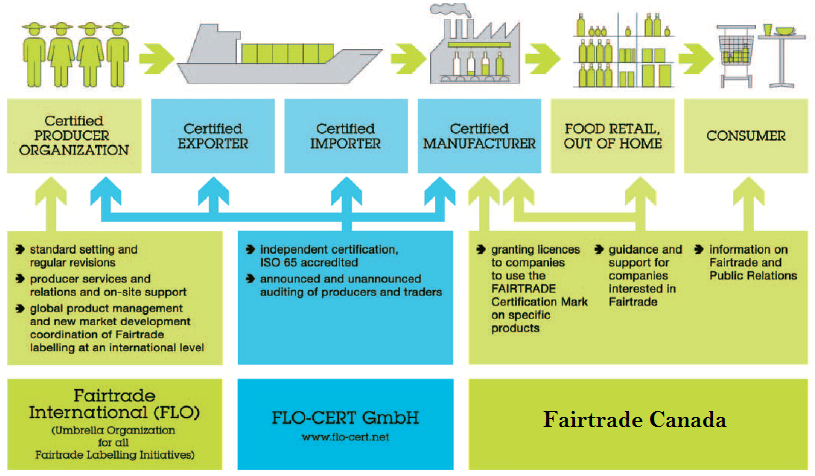 Certified
PRODUCER
ORGANIZATION
Certified
EXPORTER
Certified
IMPORTER
Certified
MANUFACTURER
FOOD RETAIL,
OUT OF HOME
CONSUMER
standard setting and
regular revisions
producer services and
relations and on-site support
global product management
and new market development
coordination of Fairtrade
labelling at an international level
independent certification,
ISO 65 accredited
announced and unannounced
auditing of producers and traders
granting licences
to companies
to use the
FAIRTRADE
Certification Mark
on specific
products
guidance and
support for
companies
interested in
Fairtrade
information on
Fairtrade and
Public Relations
Fairtrade
International (FLO)
(Umbrella Organization
for all
Fairtrade Labelling Initiatives)
FLO-CERT GmbH
www.flo-cert.net
Fairtrade Canada